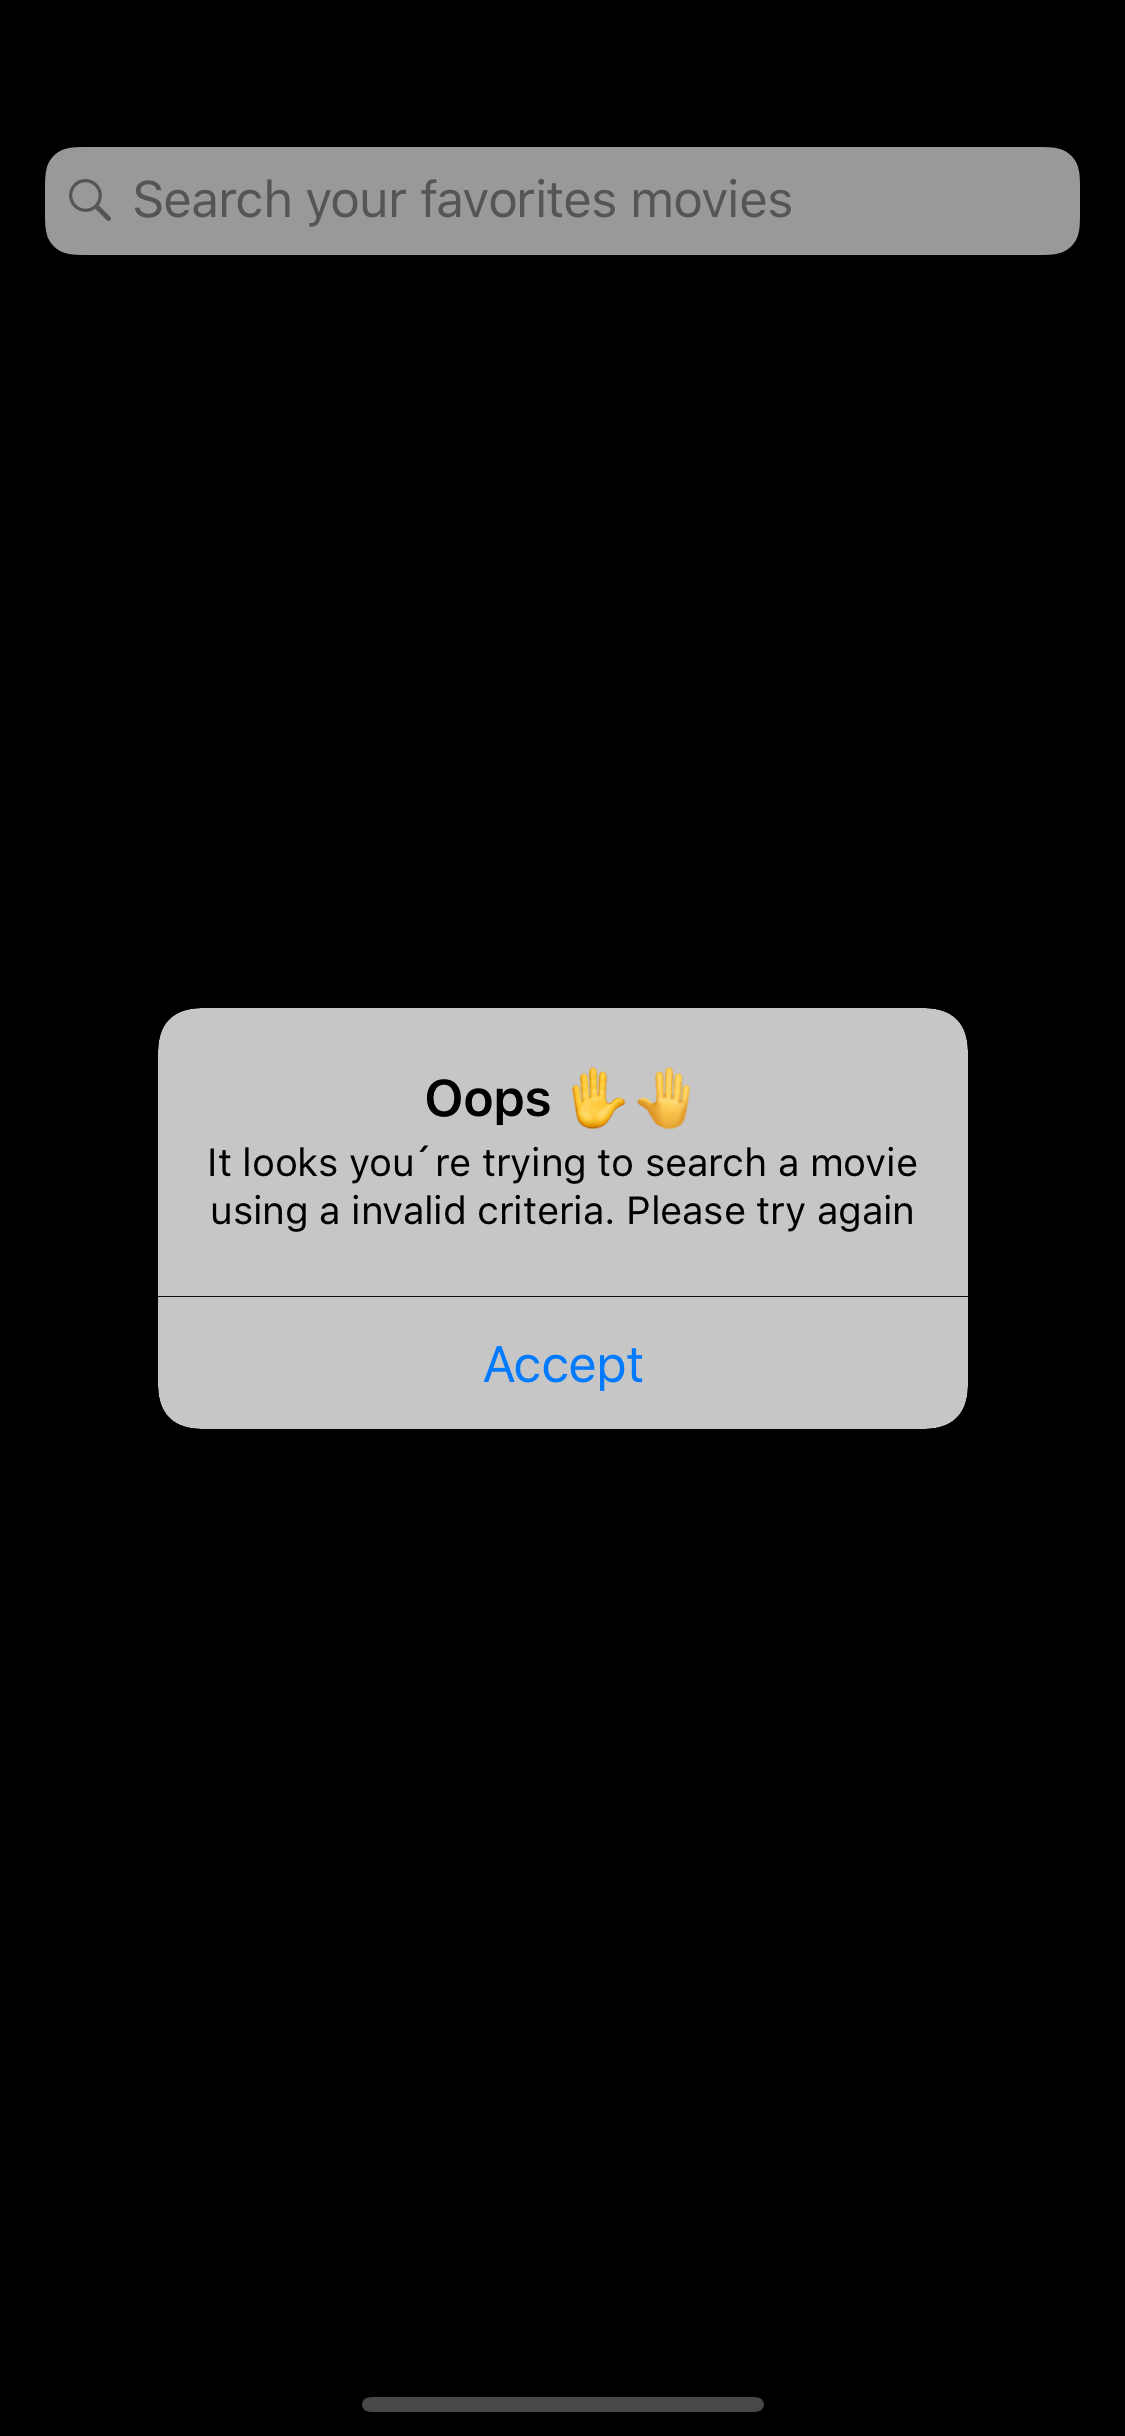 Search your favorites movies
Oops ✋🤚
It looks you´re trying to search a movie
using a invalid criteria. Please try again
Accept